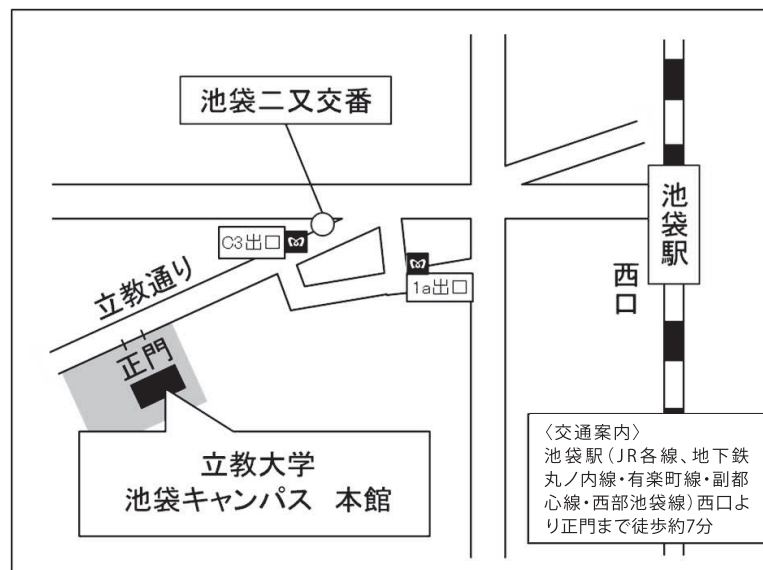 池袋二又交番
池袋駅
西口
C3出口
1a出口
立教通り
正門
立教大学
池袋キャンパス 本館
〈交通案内〉
池袋駅(JR各線、地下鉄
丸ノ内線・有楽町線・副都
心線・西部池袋線)西口よ
り正門まで徒歩約7分